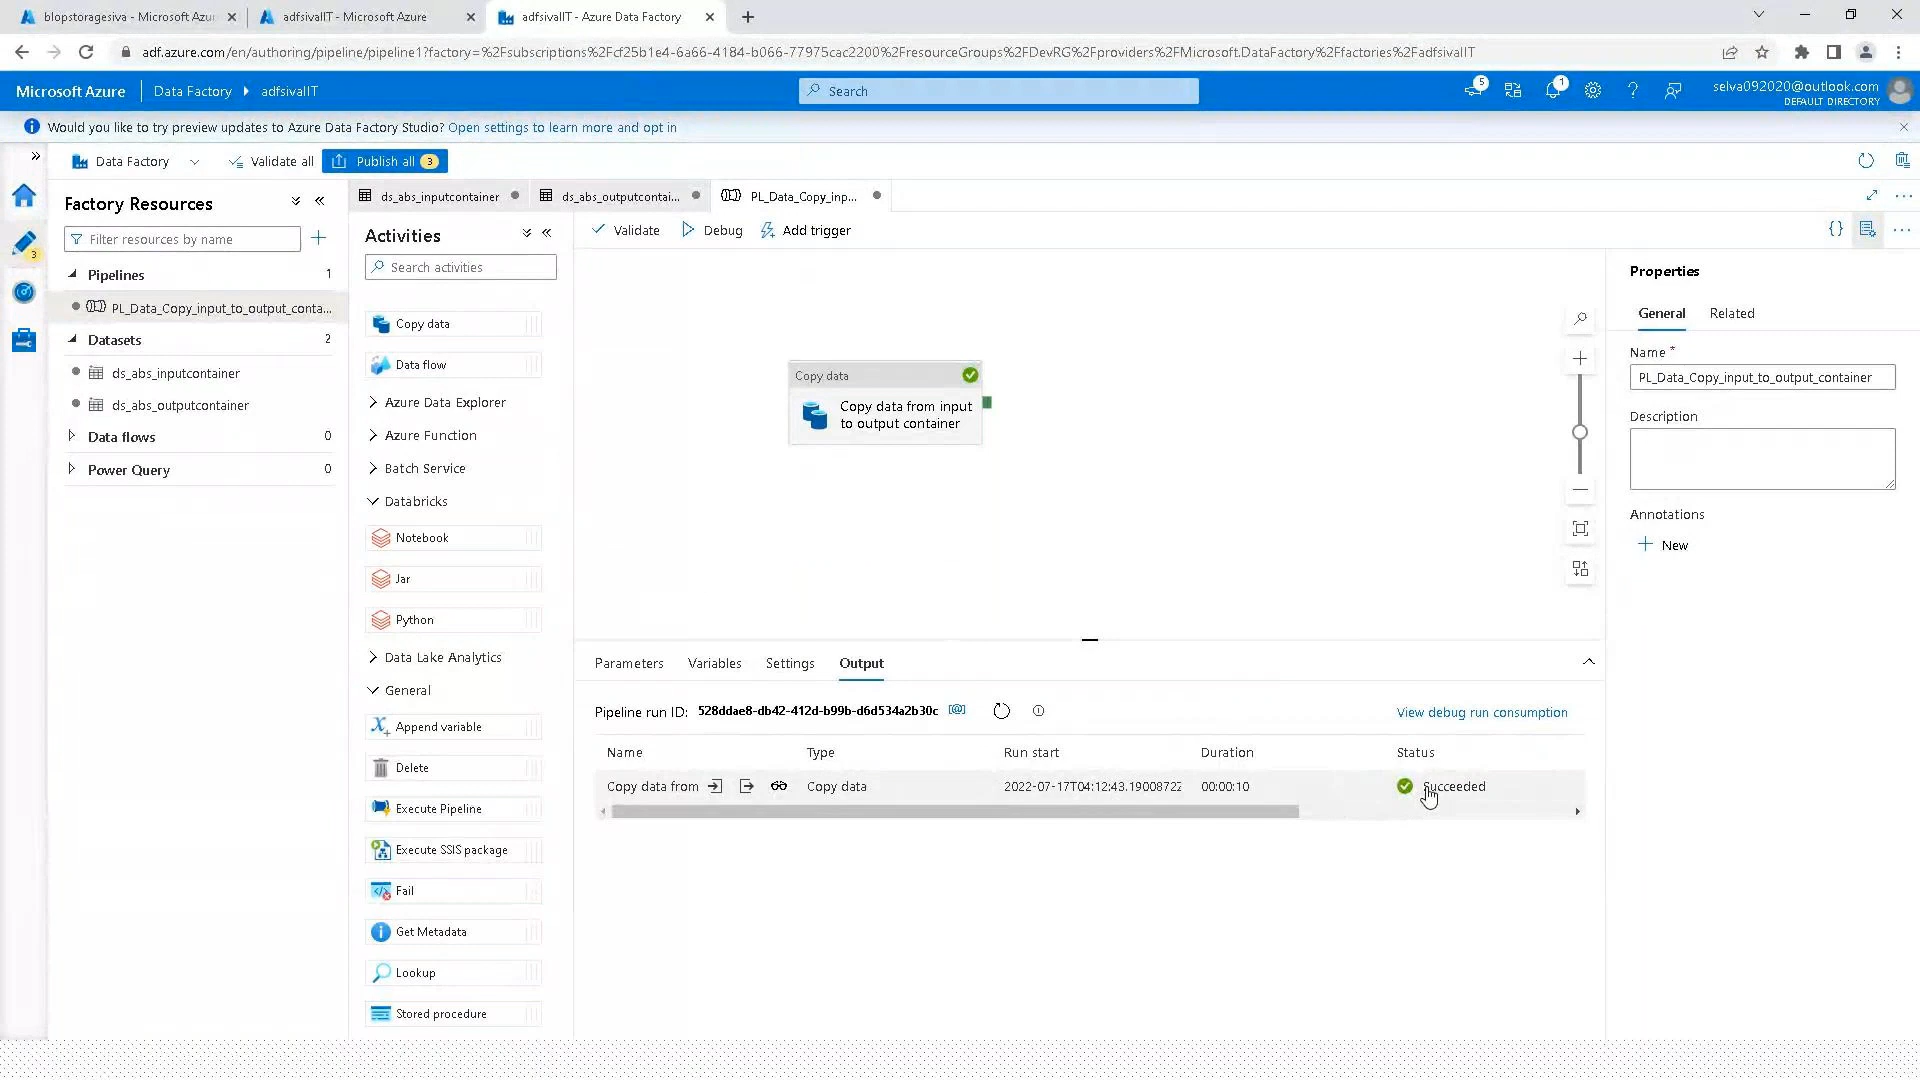 blopstoragesiva - Microsoft Azu
adfsivaIIT - Microsoft Azure
adfsivaIIT - Azure Data Factory
adf.azure.com/en/authoring/pipeline/pipeline1?factory=%2Fsubscriptions%2Fcf25b1e4-6a66-4184-b066-77975cac2200%2FresourceGroups%2FDevRG%2Fproviders%2FMicrosoft.DataFactory%2Ffactories%2FadfsivaIIT
Microsoft Azure
Data Factory
adfsivaIIT
Search
5
1
selva092020@outlook.com
DEFAULT DIRECTORY
Would you like to try preview updates to Azure Data Factory Studio? Open settings to learn more and opt in
Data Factory
Validate all
Publish all 3
3
Factory Resources
Filter resources by name
Pipelines 1
PL_Data_Copy_input_to_output_conta...
Datasets 2
ds_abs_inputcontainer
ds_abs_outputcontainer
Data flows 0
Power Query 0
ds_abs_inputcontainer
ds_abs_outputcontai...
PL_Data_Copy_inp...
Activities
Search activities
Copy data
Data flow
Azure Data Explorer
Azure Function
Batch Service
Databricks
Notebook
Jar
Python
Data Lake Analytics
General
Append variable
Delete
Execute Pipeline
Execute SSIS package
Fail
Get Metadata
Lookup
Stored procedure
Validate
Debug
Add trigger
Copy data
Copy data from input
to output container
Parameters
Variables
Settings
Output
Pipeline run ID: 528ddae8-db42-412d-b99b-d6d534a2b30c
View debug run consumption
Name Type Run start Duration Status
Copy data from Copy data 2022-07-17T04:12:43.1900872Z 00:00:10 Succeeded
Properties
General
Related
Name *
PL_Data_Copy_input_to_output_container
Description
Annotations
New